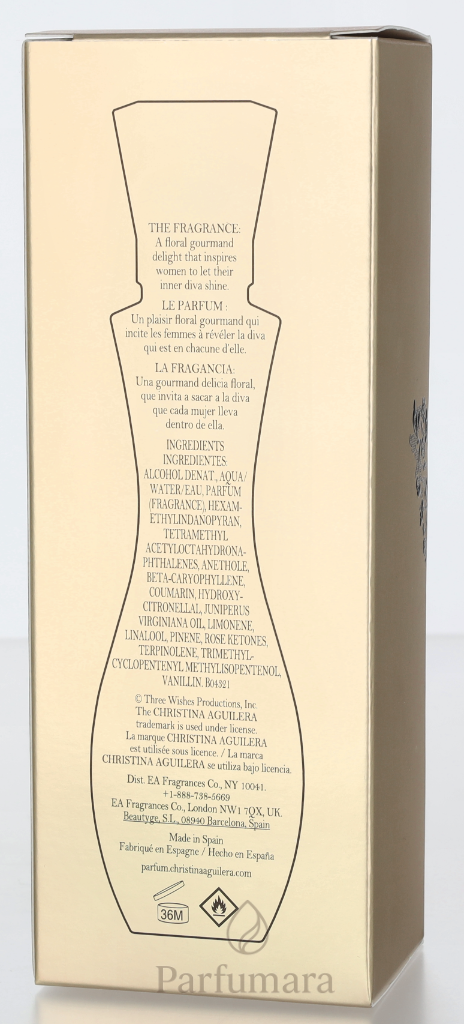 THE FRAGRANCE:
A floral gourmand
delight that inspires
women to let their
inner diva shine.
LE PARFUM :
Un plaisir floral gourmand qui
incite les femmes à révéler la diva
qui est en chacune d'elle.
LA FRAGANCIA:
Una gourmand delicia floral,
que invita a sacar a la diva
que cada mujer lleva
dentro de ella.
INGREDIENTS
INGREDIENTES:
ALCOHOL DENAT., AQUA/
WATER/EAU, PARFUM
(FRAGRANCE), HEXAM-
ETHYLINDANOPYRAN,
TETRAMETHYL
ACETYLOCTAHYDRONA-
PHTHALENES, ANETHOLE,
BETA-CARYOPHYLLENE,
COUMARIN, HYDROXY-
CITRONELLAL, JUNIPERUS
VIRGINIANA OIL, LIMONENE,
LINALOOL, PINENE, ROSE KETONES,
TERPINOLENE, TRIMETHYL-
CYCLOPENTENYL METHYLISOPENTENOL,
VANILLIN. B04321
© Three Wishes Productions, Inc.
The CHRISTINA AGUILERA
trademark is used under license.
La marque CHRISTINA AGUILERA
est utilisée sous licence. / La marca
CHRISTINA AGUILERA se utiliza bajo licencia.
Dist. EA Fragrances Co., NY 10041.
+1-888-738-5669
EA Fragrances Co., London NW1 7QX, UK.
Beautyge, S.L., 08940 Barcelona, Spain
Made in Spain
Fabriqué en Espagne / Hecho en España
parfum.christinaaguilera.com
36M
Parfumara